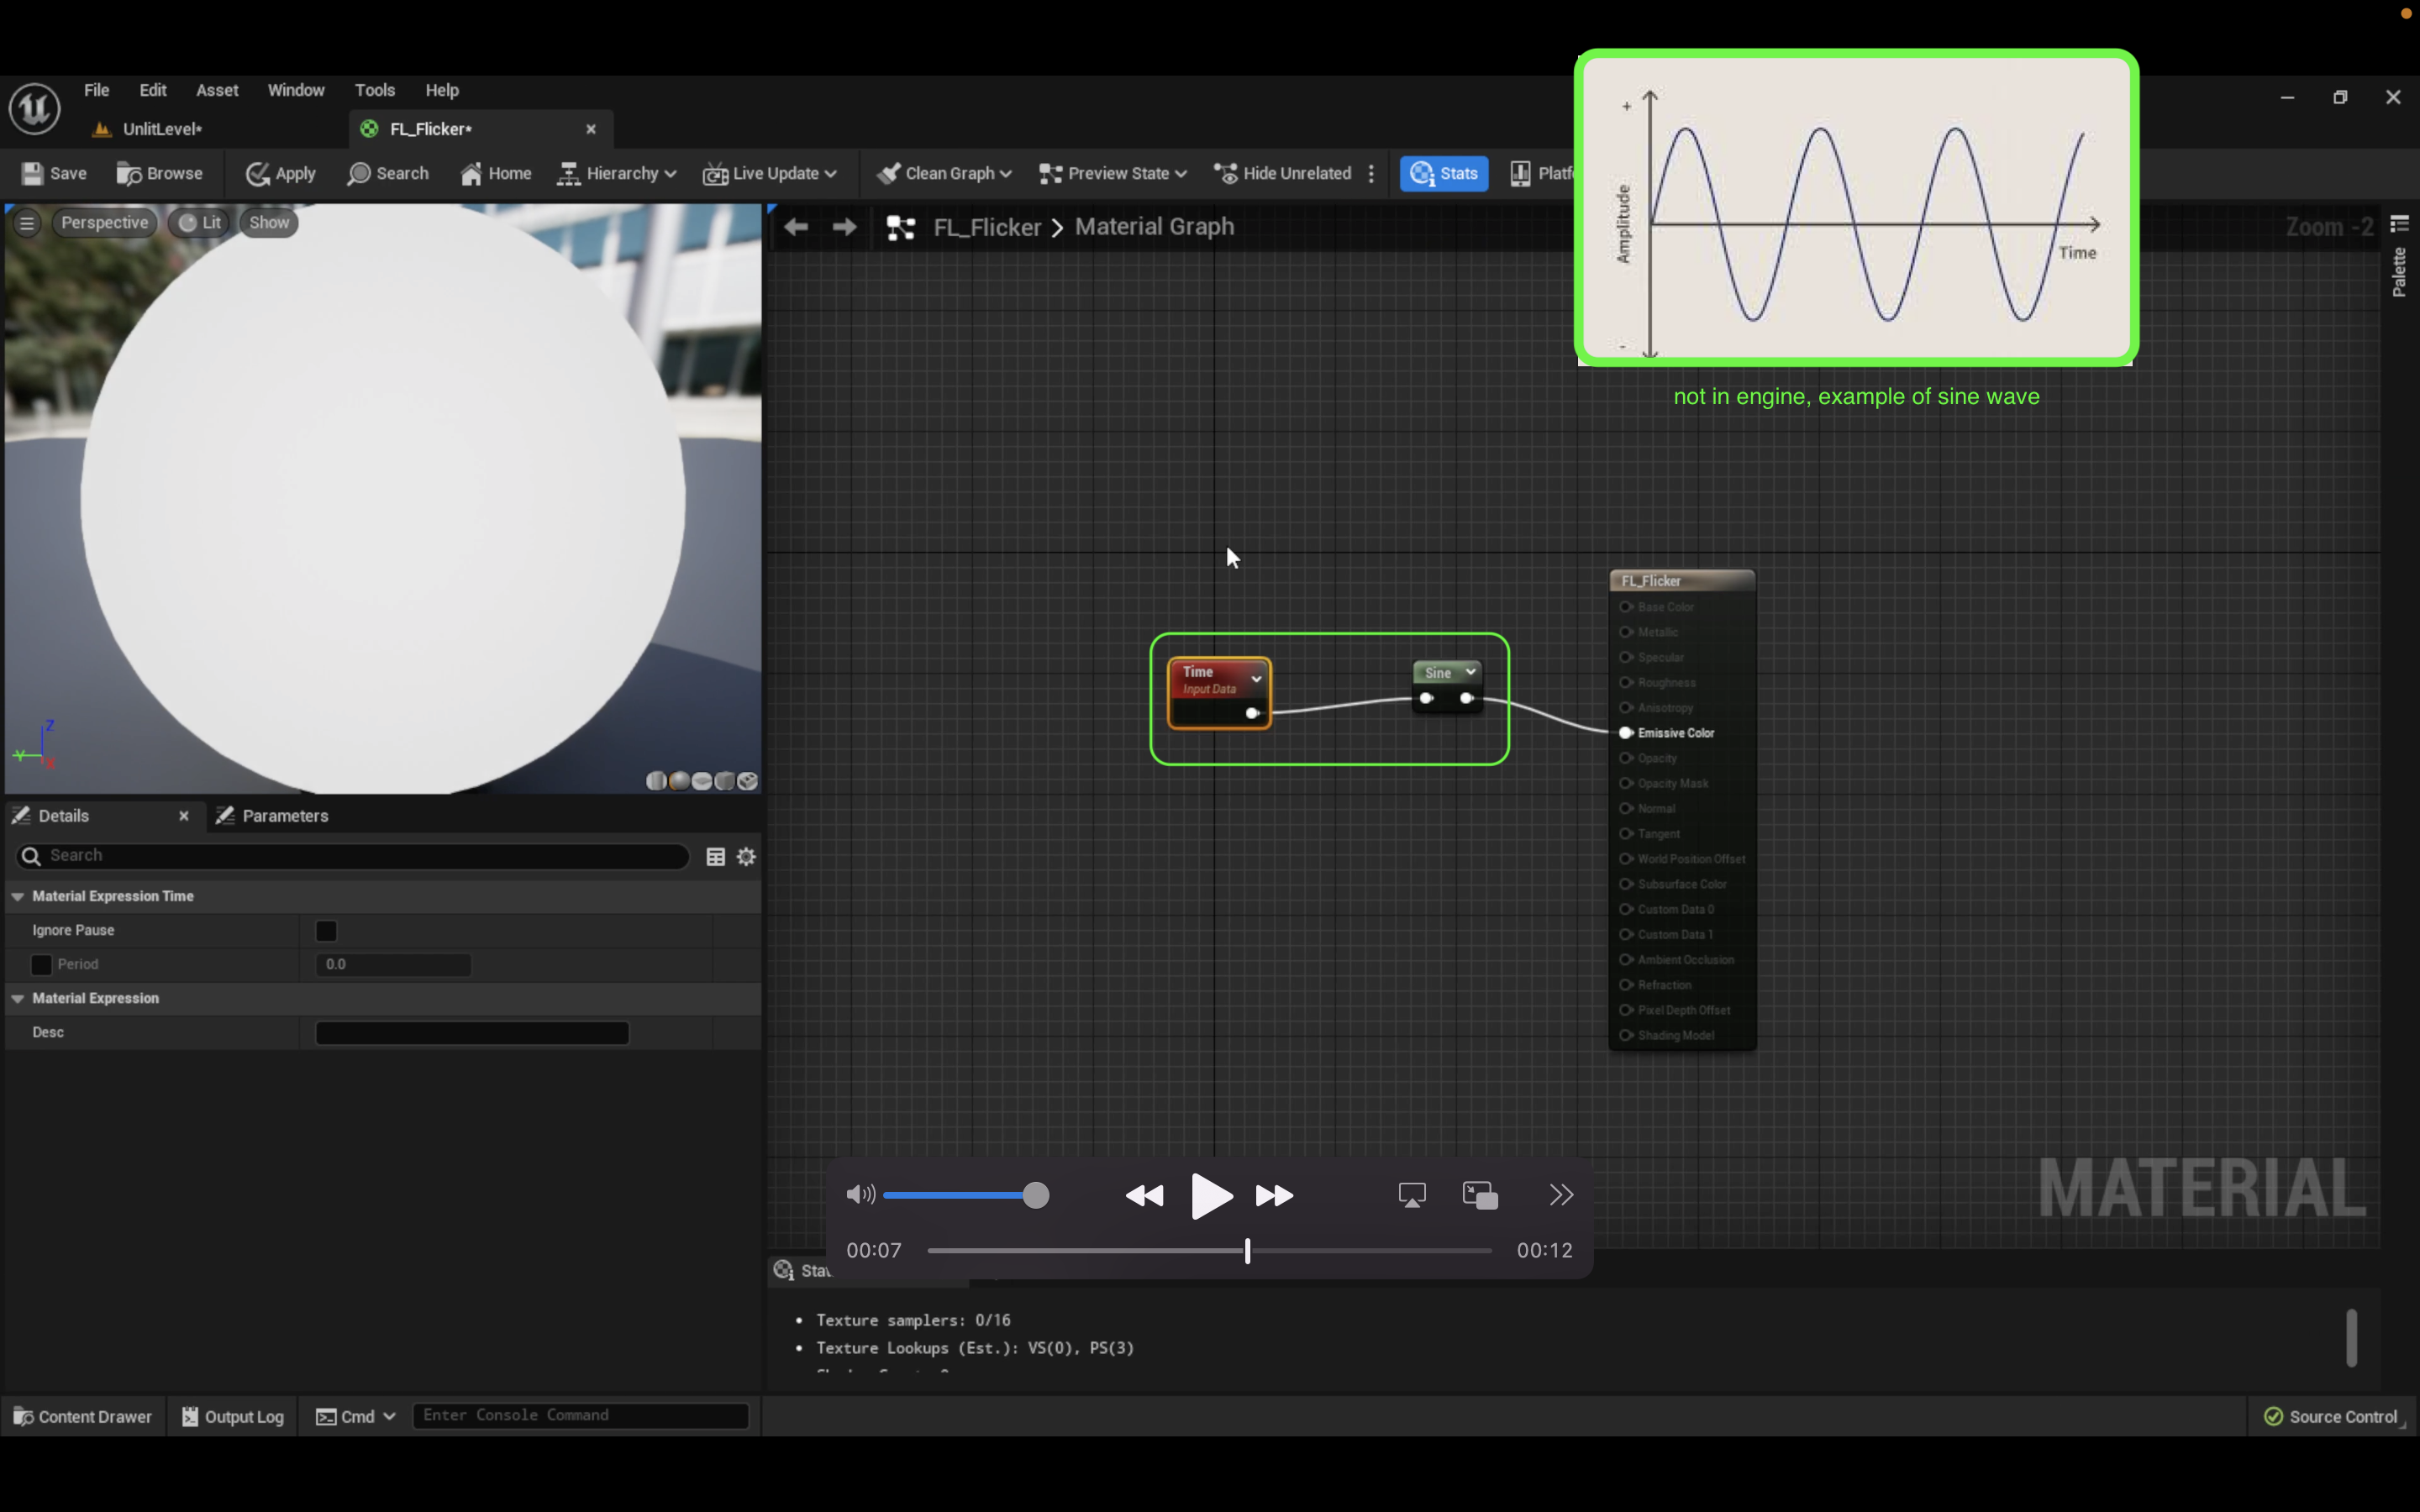 File Edit Asset Window Tools Help
UnlitLevel*
FL_Flicker*
Save Browse Apply Search Home Hierarchy Live Update Clean Graph Preview State Hide Unrelated Stats Platf
Perspective Lit Show
FL_Flicker > Material Graph
Zoom -2
Palette
+
Amplitude
Time
-
not in engine, example of sine wave
Time
Input Data
Sine
FL_Flicker
Base Color
Metallic
Specular
Roughness
Anisotropy
Emissive Color
Opacity
Opacity Mask
Normal
Tangent
World Position Offset
Subsurface Color
Custom Data 0
Custom Data 1
Ambient Occlusion
Refraction
Pixel Depth Offset
Shading Model
Z
Y
X
Details Parameters
Search
Material Expression Time
Ignore Pause
Period 0.0
Material Expression
Desc
MATERIAL
00:07 00:12
Stat
• Texture samplers: 0/16
• Texture Lookups (Est.): VS(0), PS(3)
Content Drawer Output Log Cmd Enter Console Command Source Control